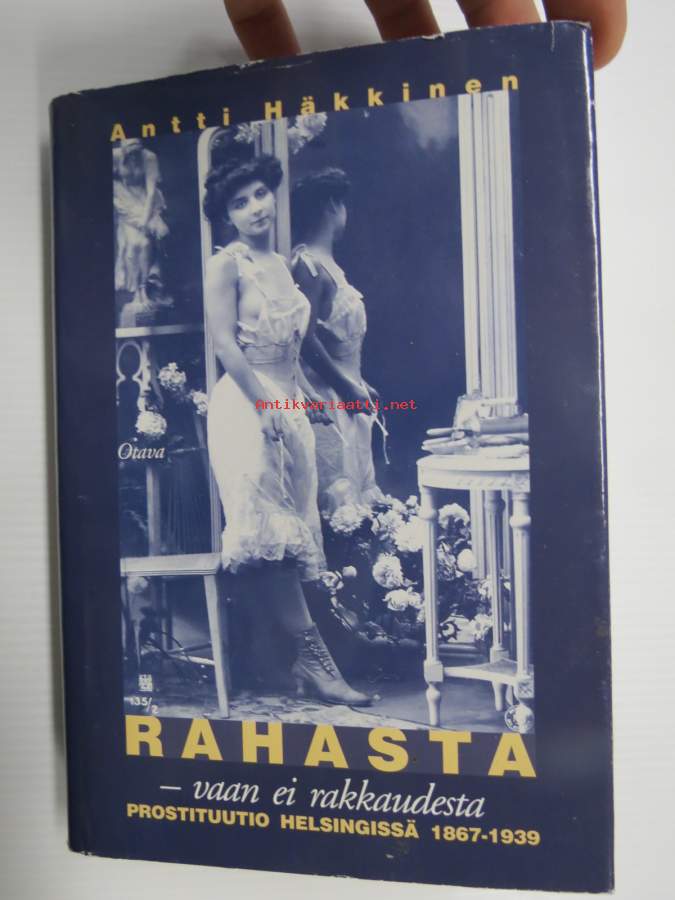 Antti Häkkinen
Antikvariaatti.net
Otava
135/2
RAHASTA
– vaan ei rakkaudesta
PROSTITUUTIO HELSINGISSÄ 1867-1939